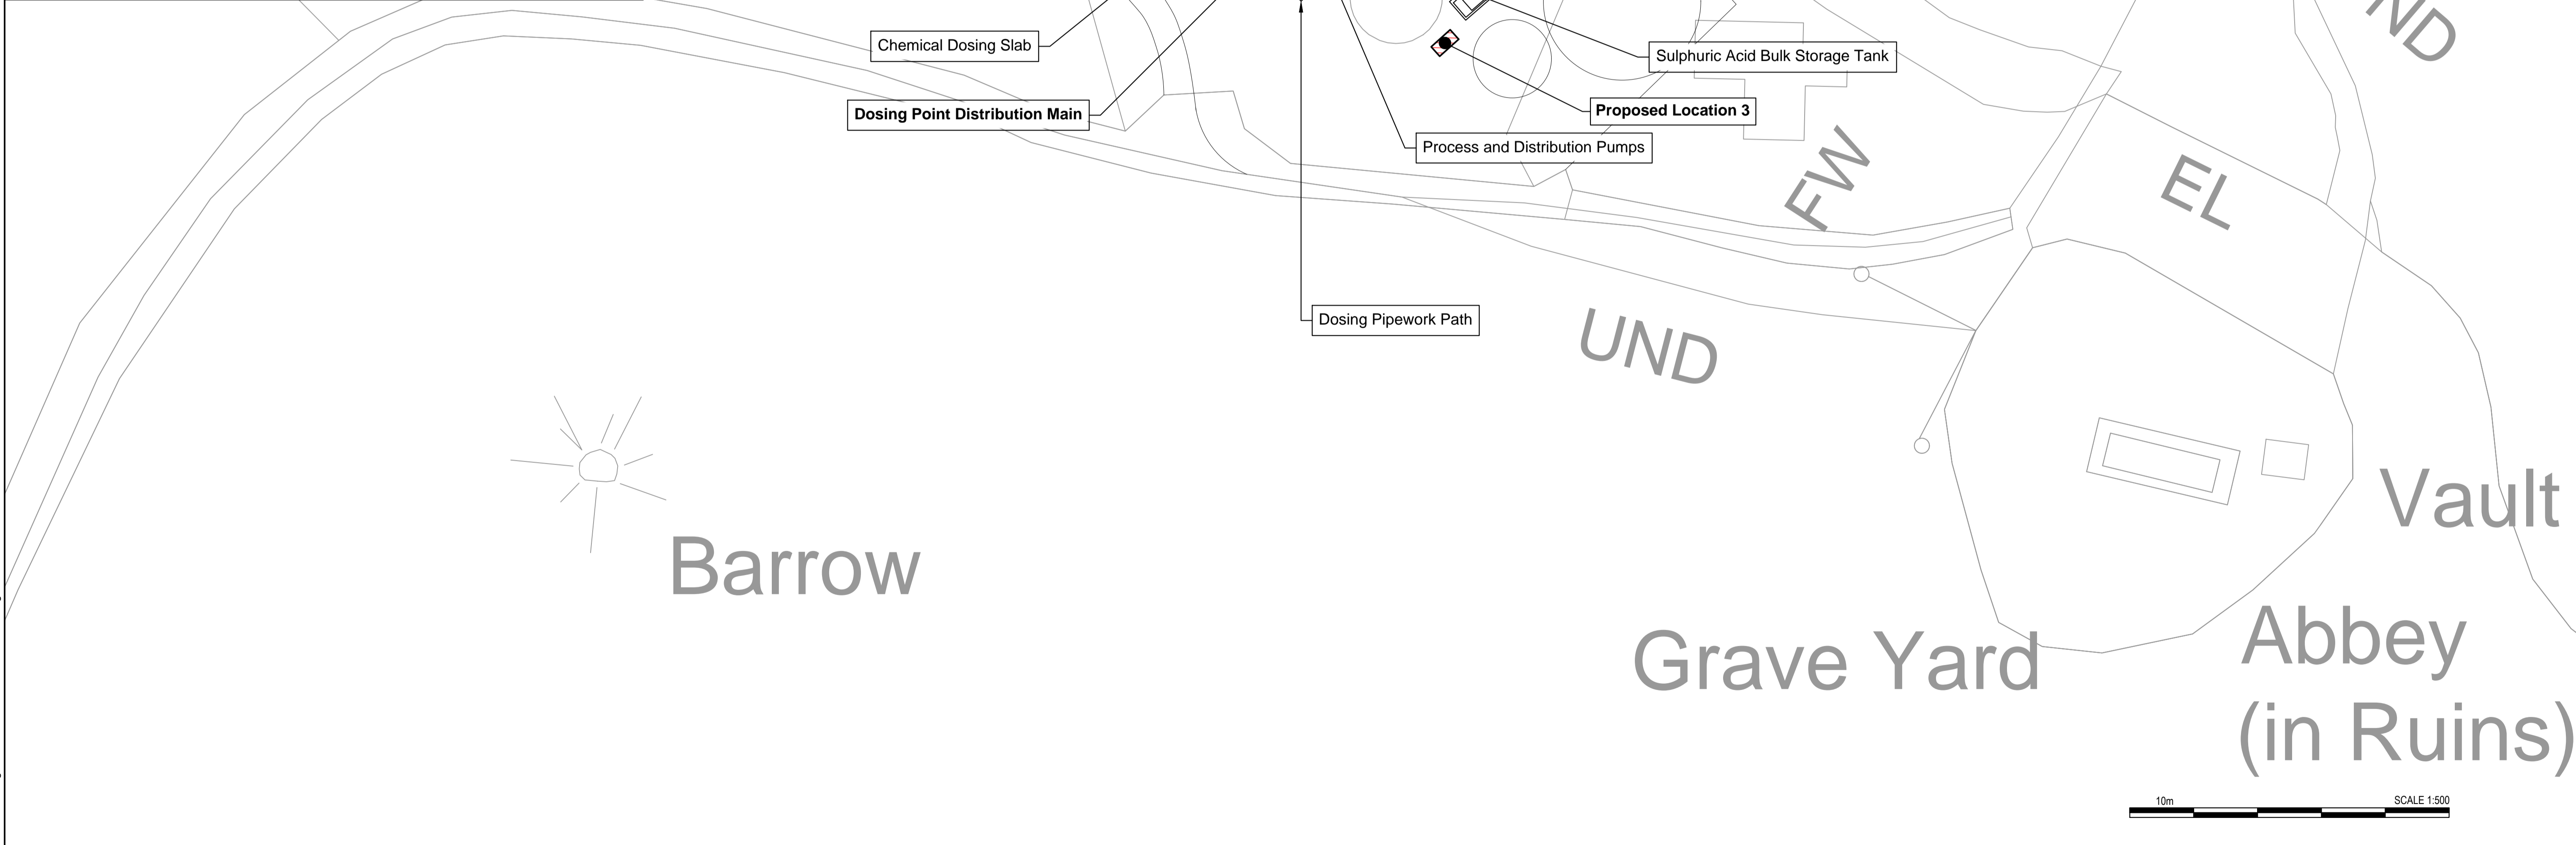 ND
Chemical Dosing Slab
Sulphuric Acid Bulk Storage Tank
Dosing Point Distribution Main
Proposed Location 3
Process and Distribution Pumps
FW
EL
Dosing Pipework Path
UND
Vault
Barrow
Grave Yard
Abbey
(in Ruins)
10m
SCALE 1:500